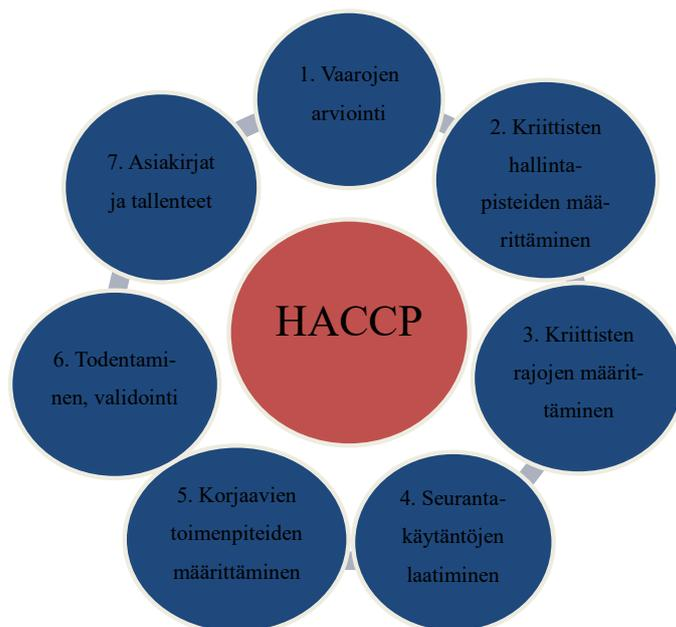 1. Vaarojen
arviointi
2. Kriittisten
hallinta-
pisteiden mää-
rittäminen
3. Kriittisten
rajojen määrit-
täminen
4. Seuranta-
käytäntöjen
laatiminen
5. Korjaavien
toimenpiteiden
määrittäminen
6. Todentami-
nen, validointi
7. Asiakirjat
ja tallenteet
HACCP